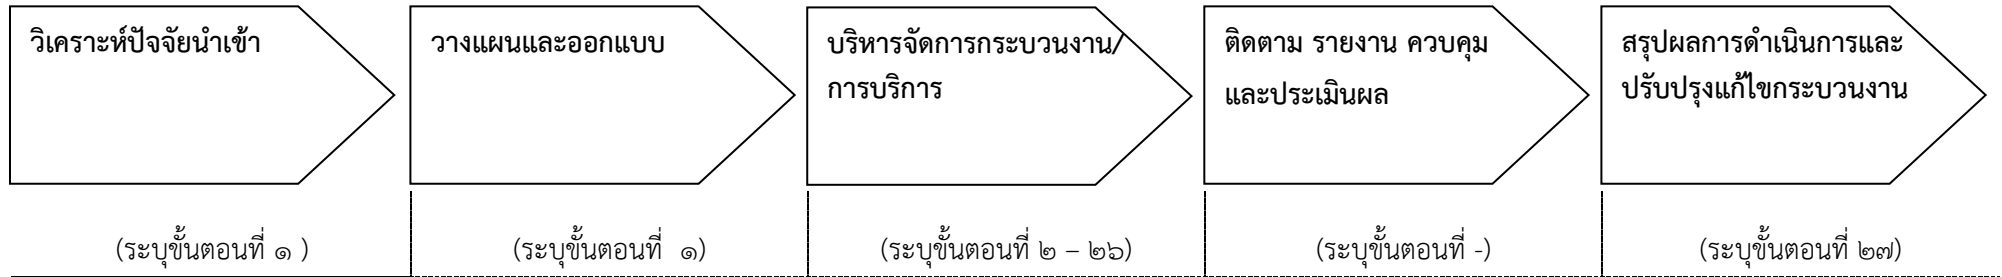 วิเคราะห์ปัจจัยนำเข้า
วางแผนและออกแบบ
บริหารจัดการกระบวนงาน/
การบริการ
ติดตาม รายงาน ควบคุม
และประเมินผล
สรุปผลการดำเนินการและ
ปรับปรุงแก้ไขกระบวนงาน
(ระบุขั้นตอนที่ ๑ )
(ระบุขั้นตอนที่ ๑)
(ระบุขั้นตอนที่ ๒ – ๒๖)
(ระบุขั้นตอนที่ -)
(ระบุขั้นตอนที่ ๒๗)